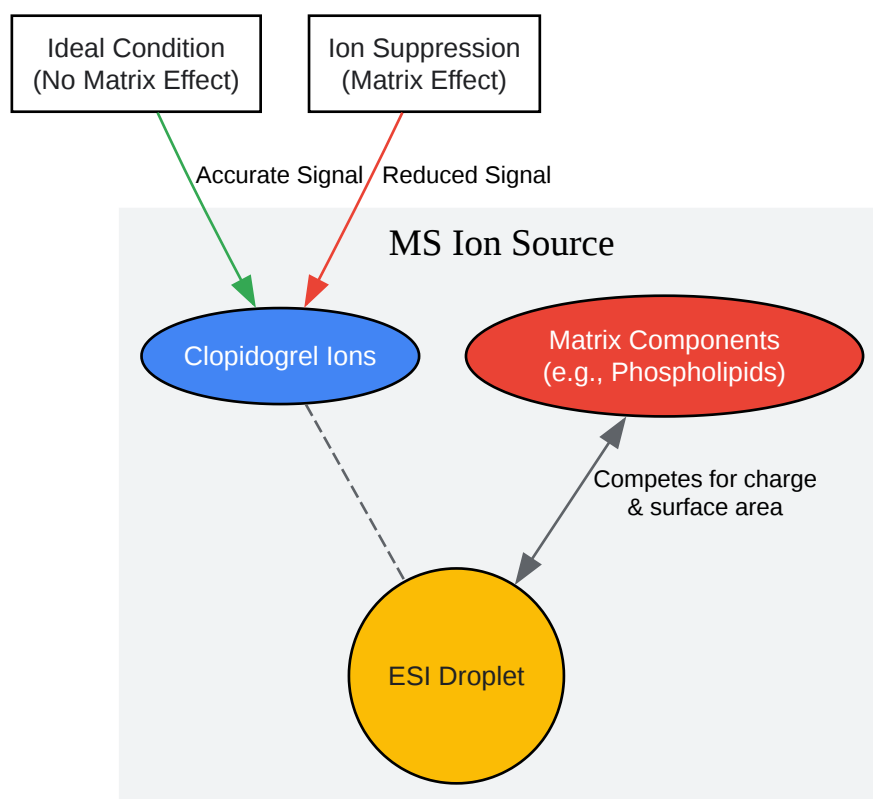 Ideal Condition
(No Matrix Effect)
Ion Suppression
(Matrix Effect)
Accurate Signal
Reduced Signal
MS Ion Source
Clopidogrel Ions
Matrix Components
(e.g., Phospholipids)
Competes for charge
& surface area
ESI Droplet